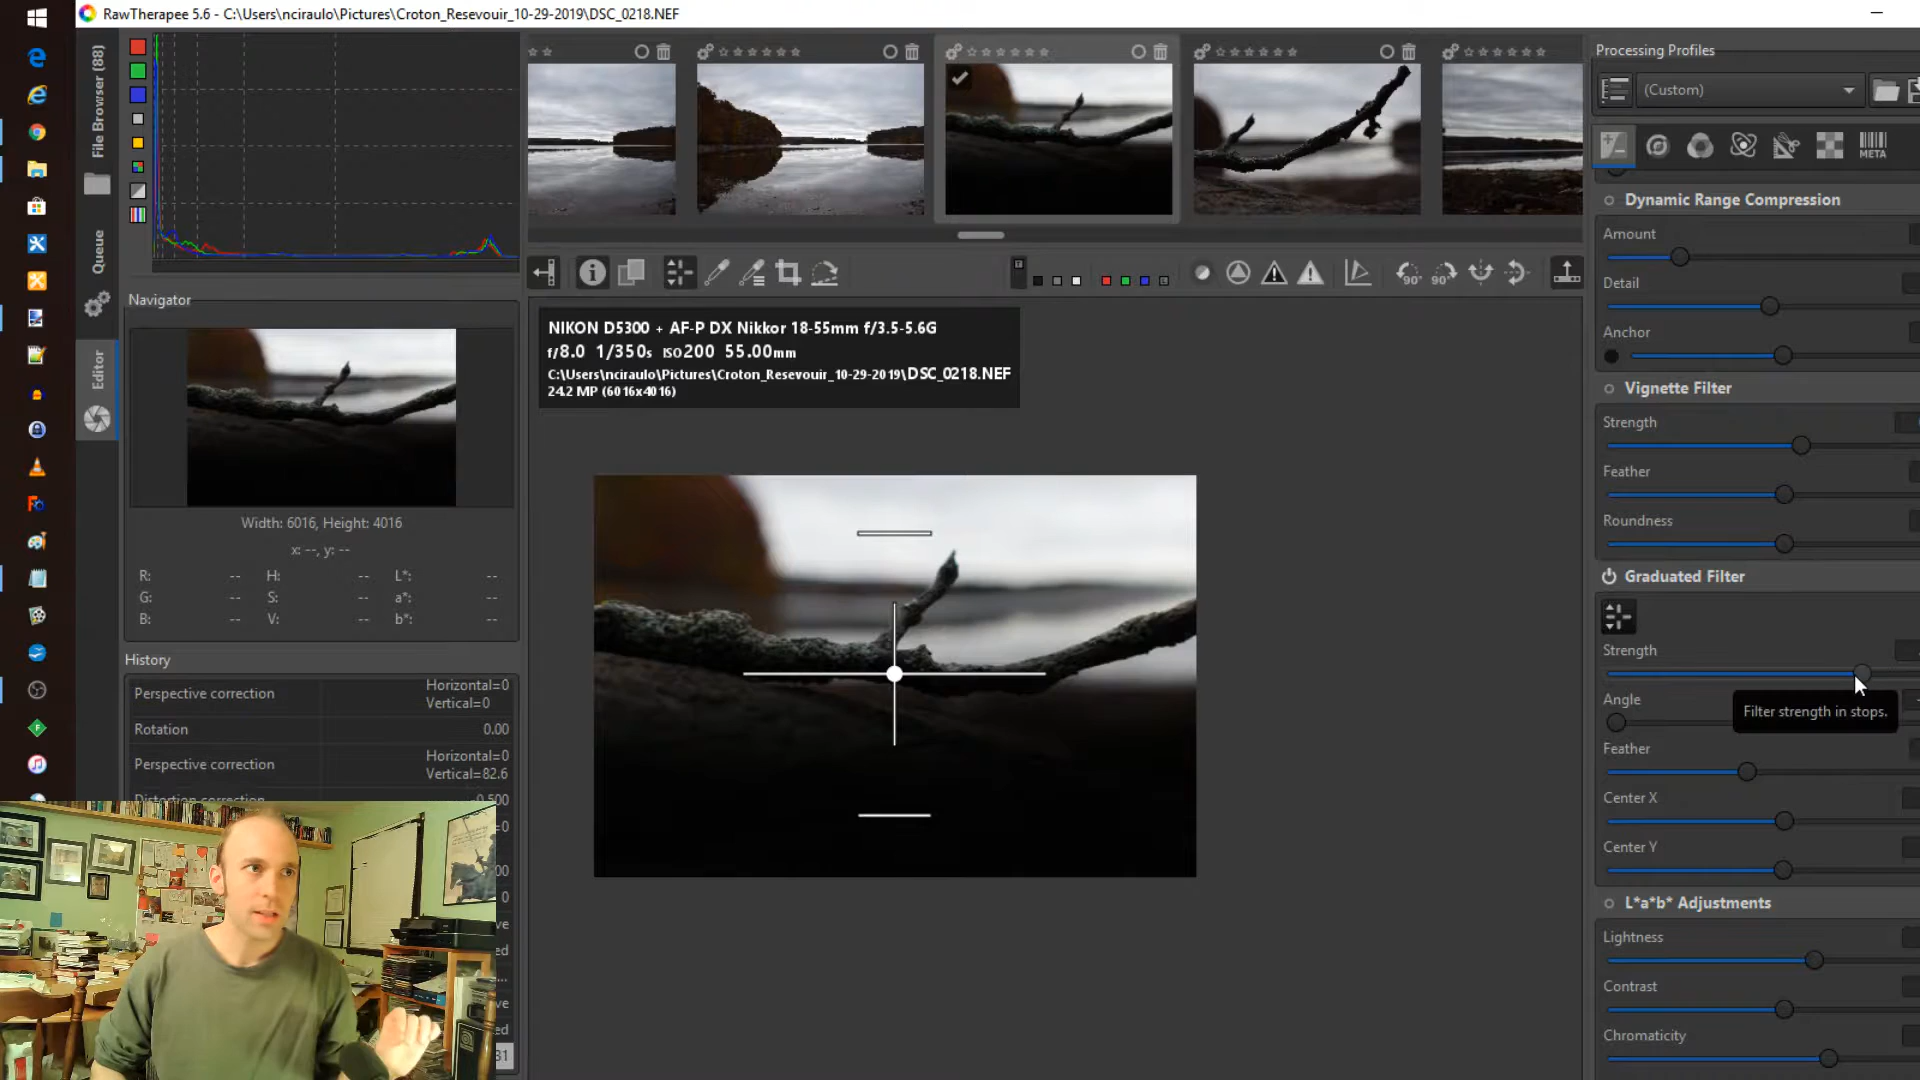 RawTherapee 5.6 - C:\Users\nciraulo\Pictures\Croton_Resevouir_10-29-2019\DSC_0218.NEF
File Browser (88)
Queue
Editor
Navigator
Width: 6016, Height: 4016
x: --, y: --
R: -- H: -- L*: --
G: -- S: -- a*: --
B: -- V: -- b*: --
History
Perspective correction Horizontal=0
Vertical=0
Rotation 0.00
Perspective correction Horizontal=0
Vertical=82.6
Distortion correction -0.500
NIKON D5300 + AF-P DX Nikkor 18-55mm f/3.5-5.6G
f/8.0 1/350s ISO200 55.00mm
C:\Users\nciraulo\Pictures\Croton_Resevouir_10-29-2019\DSC_0218.NEF
24.2 MP (6016x4016)
Processing Profiles
(Custom)
META
Dynamic Range Compression
Amount
Detail
Anchor
Vignette Filter
Strength
Feather
Roundness
Graduated Filter
Strength
Angle
Filter strength in stops.
Feather
Center X
Center Y
L*a*b* Adjustments
Lightness
Contrast
Chromaticity